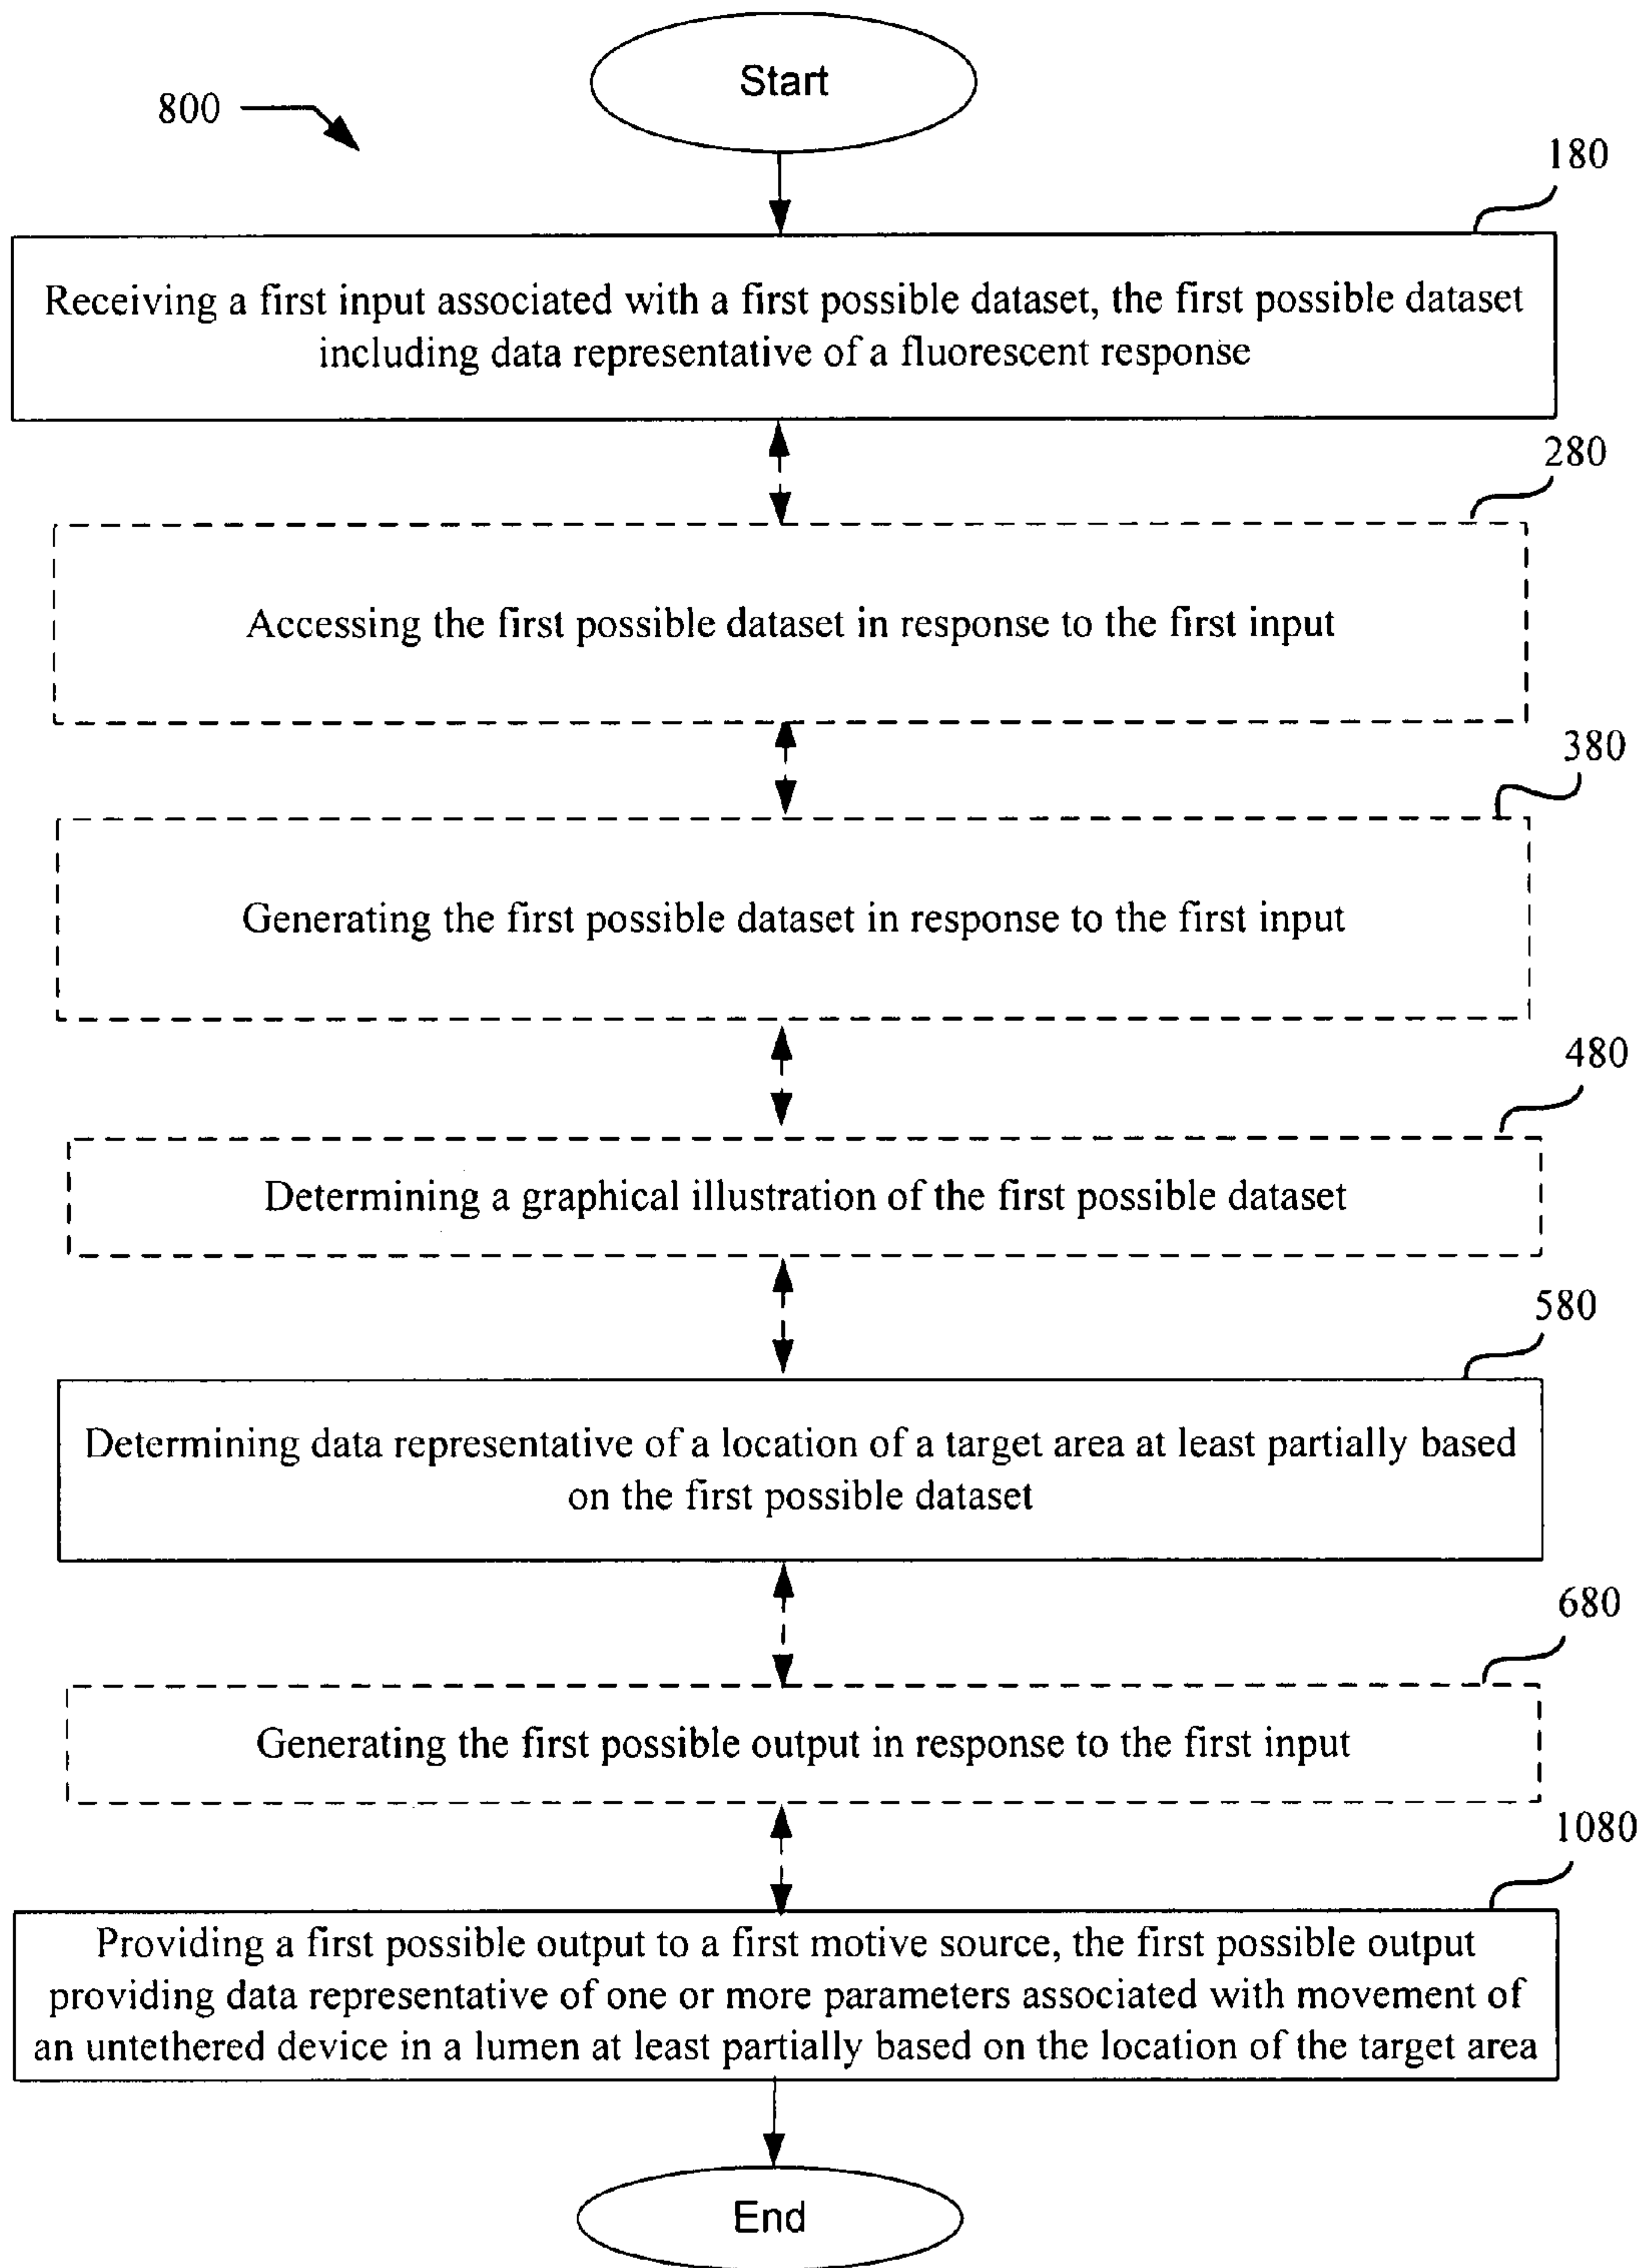 Start
800
180
Receiving a first input associated with a first possible dataset, the first possible dataset
including data representative of a fluorescent response
280
Accessing the first possible dataset in response to the first input
380
Generating the first possible dataset in response to the first input
480
Determining a graphical illustration of the first possible dataset
580
Determining data representative of a location of a target area at least partially based
on the first possible dataset
680
Generating the first possible output in response to the first input
1080
Providing a first possible output to a first motive source, the first possible output
providing data representative of one or more parameters associated with movement of
an untethered device in a lumen at least partially based on the location of the target area
End